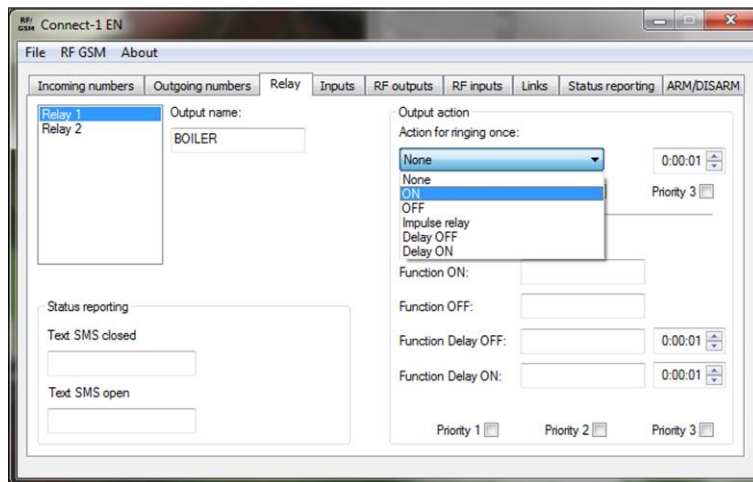 RF/ GSM Connect-1 EN
File RF GSM About
Incoming numbers Outgoing numbers Relay Inputs RF outputs RF inputs Links Status reporting ARM/DISARM
Relay 1
Relay 2
Output name:
BOILER
Output action
Action for ringing once:
None 0:00:01
None
ON
OFF
Impulse relay
Delay OFF
Delay ON
Priority 3
Function ON:
Function OFF:
Function Delay OFF: 0:00:01
Function Delay ON: 0:00:01
Priority 1 Priority 2 Priority 3
Status reporting
Text SMS closed
Text SMS open